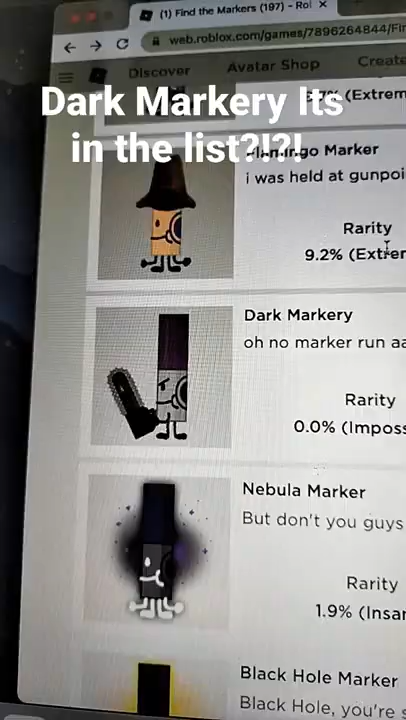 (1) Find the Markers (197) - Rol
web.roblox.com/games/7896264844/Fin
Discover Avatar Shop Create
Dark Markery Its
in the list?!?!
(Extrem
Flamingo Marker
i was held at gunpoi
Rarity
9.2% (Extrem
Dark Markery
oh no marker run aa
Rarity
0.0% (Imposs
Nebula Marker
But don't you guys
Rarity
1.9% (Insan
Black Hole Marker
Black Hole, you're s